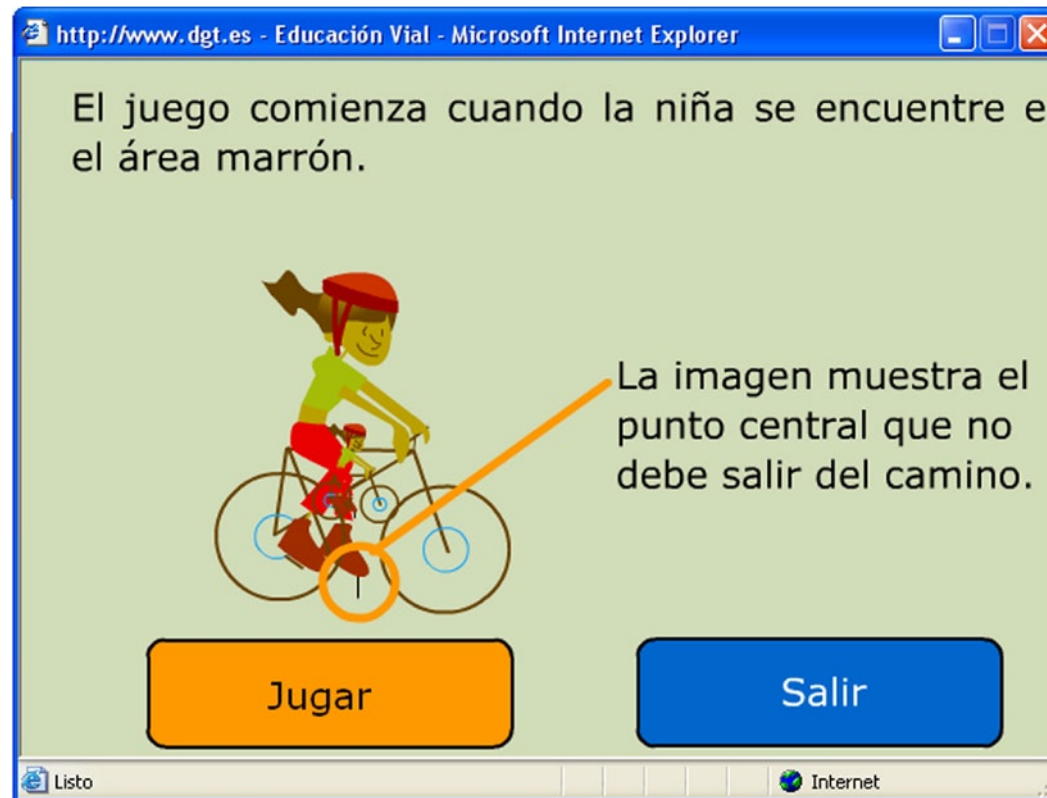 http://www.dgt.es - Educación Vial - Microsoft Internet Explorer
El juego comienza cuando la niña se encuentre e
el área marrón.
La imagen muestra el
punto central que no
debe salir del camino.
Jugar
Salir
Listo
Internet